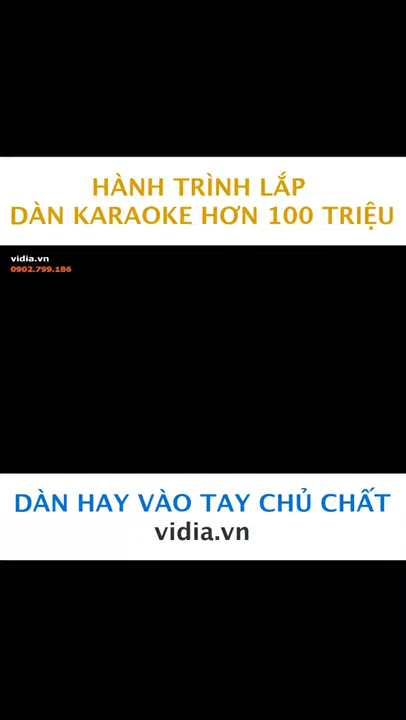 HÀNH TRÌNH LẮP
DÀN KARAOKE HƠN 100 TRIỆU
vidia.vn
0902.799.186
DÀN HAY VÀO TAY CHỦ CHẤT
vidia.vn